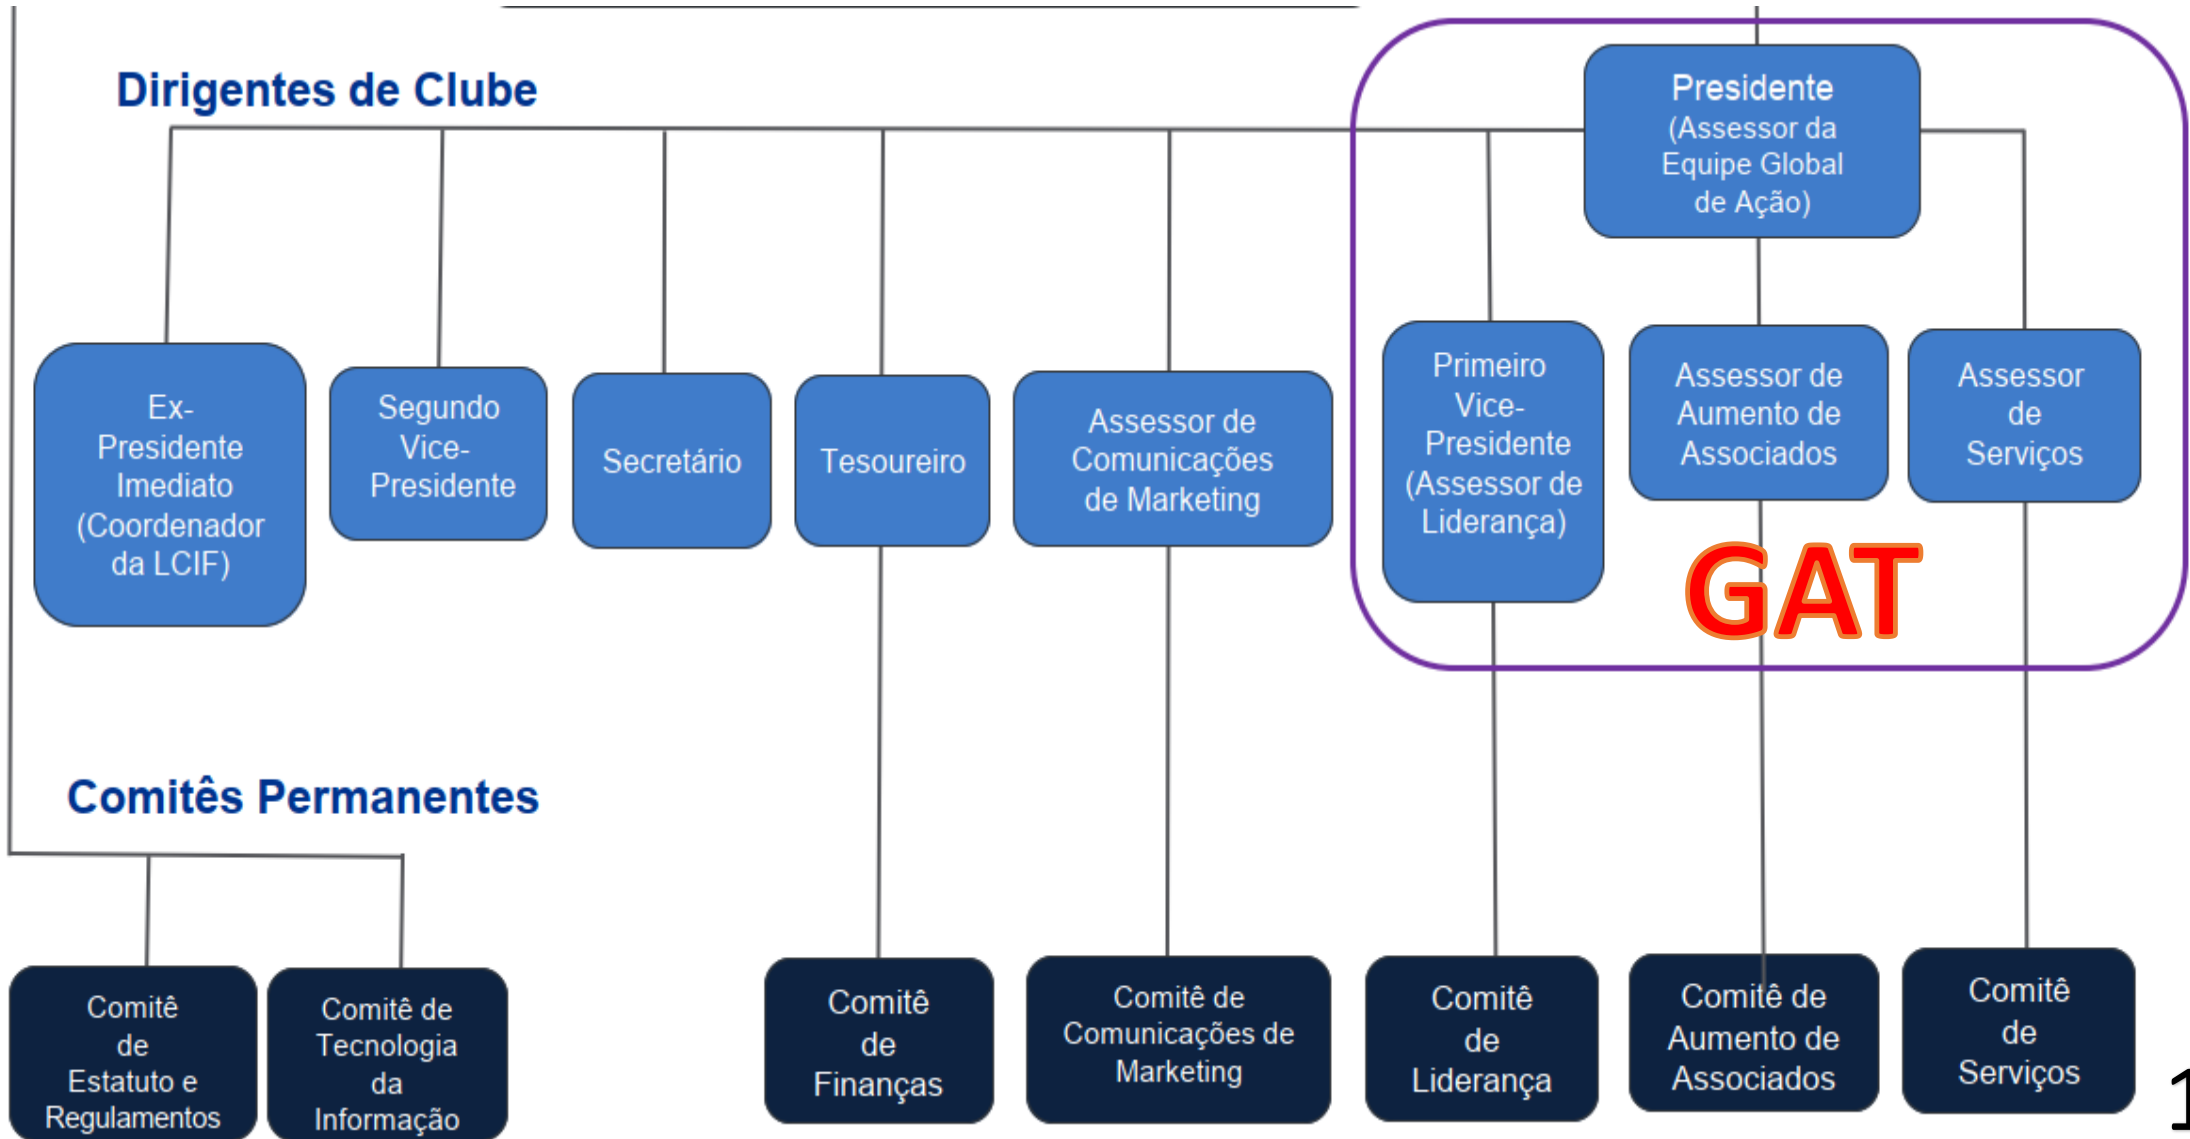 Dirigentes de Clube
Presidente
(Assessor da
Equipe Global
de Ação)
Ex-
Presidente
Imediato
(Coordenador
da LCIF)
Segundo
Vice-
Presidente
Secretário
Tesoureiro
Assessor de
Comunicações
de Marketing
Primeiro
Vice-
Presidente
(Assessor de
Liderança)
Assessor de
Aumento de
Associados
Assessor
de
Serviços
GAT
Comitês Permanentes
Comitê
de
Estatuto e
Regulamentos
Comitê de
Tecnologia
da
Informação
Comitê
de
Finanças
Comitê de
Comunicações de
Marketing
Comitê
de
Liderança
Comitê de
Aumento de
Associados
Comitê
de
Serviços
1